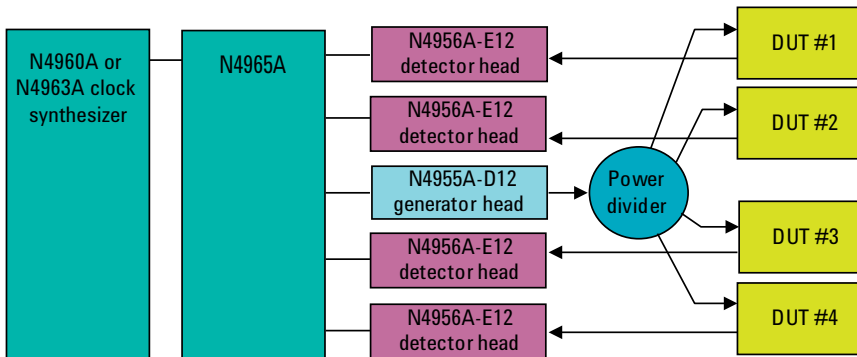 N4960A or
N4963A clock
synthesizer
N4965A
N4956A-E12
detector head
N4956A-E12
detector head
N4955A-D12
generator head
N4956A-E12
detector head
N4956A-E12
detector head
Power
divider
DUT #1
DUT #2
DUT #3
DUT #4